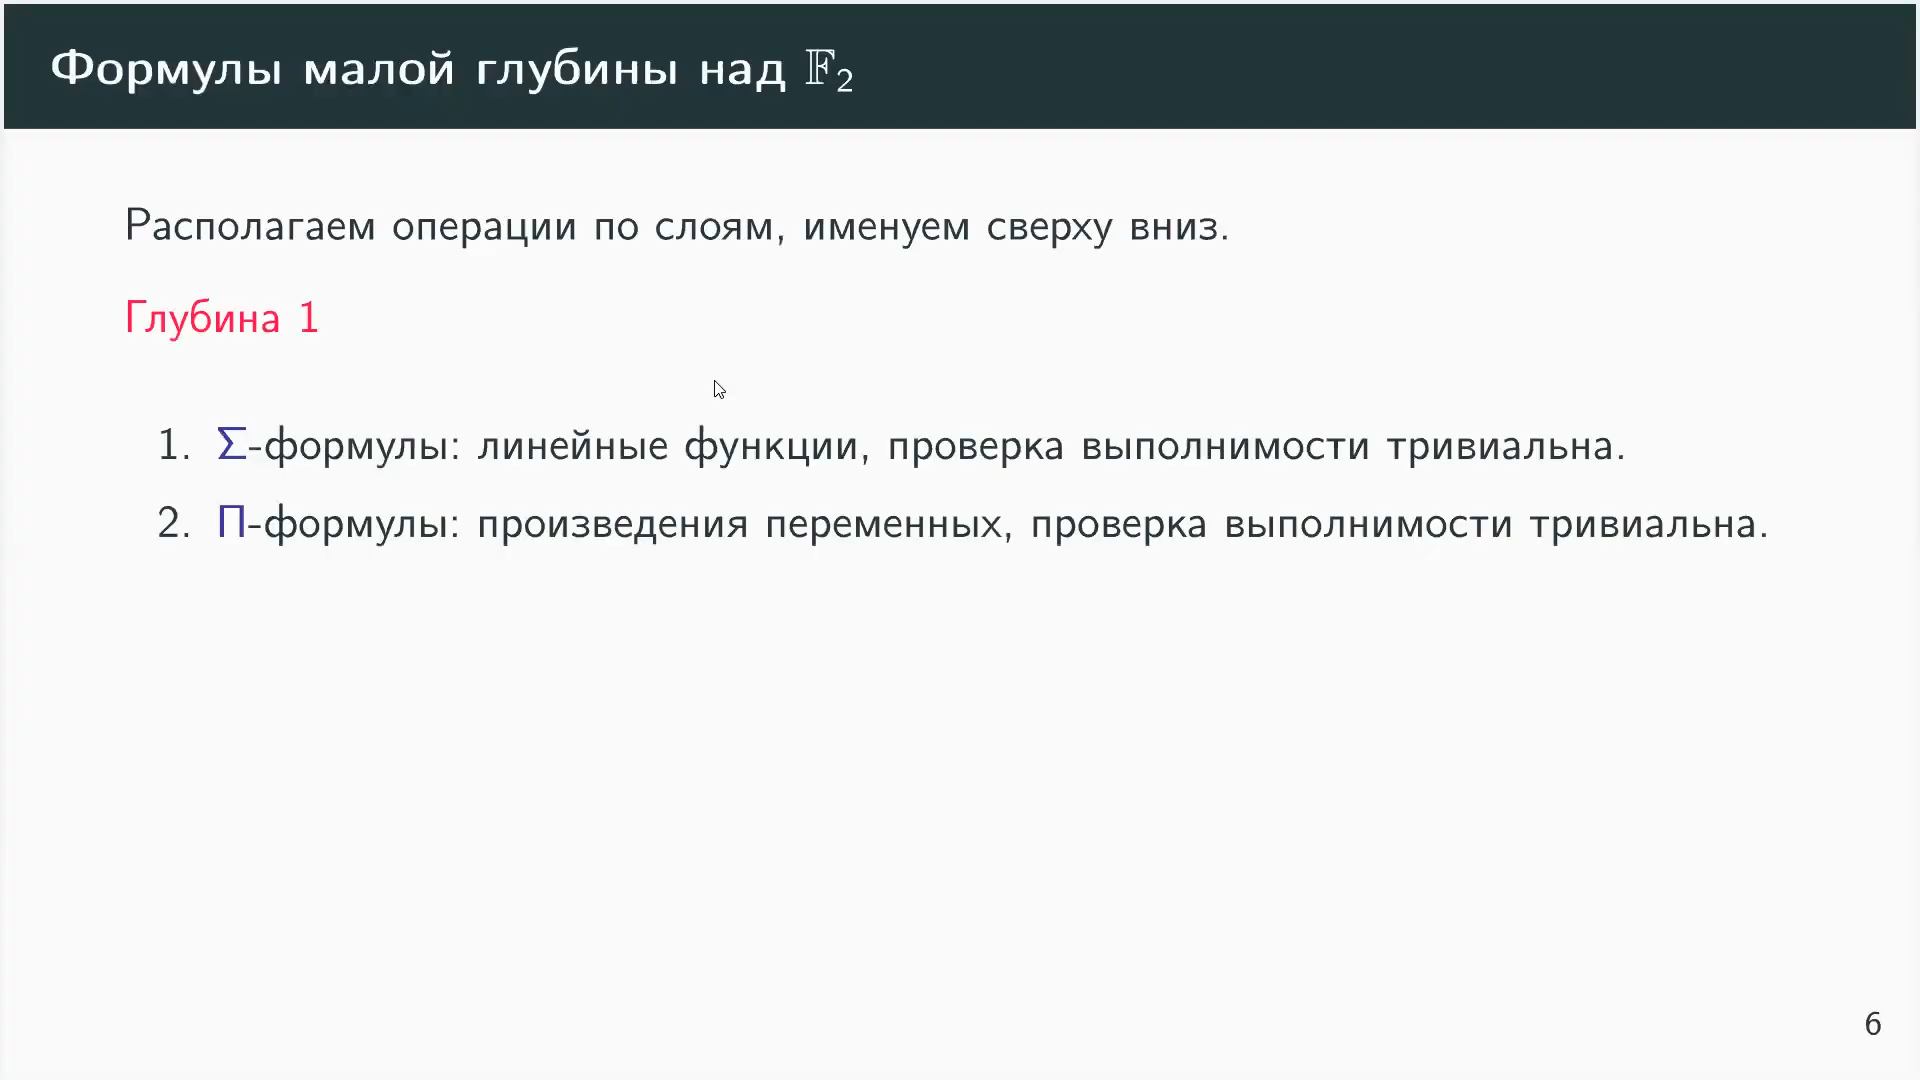 Формулы малой глубины над 𝔽₂
Располагаем операции по слоям, именуем сверху вниз.
Глубина 1
1. Σ-формулы: линейные функции, проверка выполнимости тривиальна.
2. Π-формулы: произведения переменных, проверка выполнимости тривиальна.
6